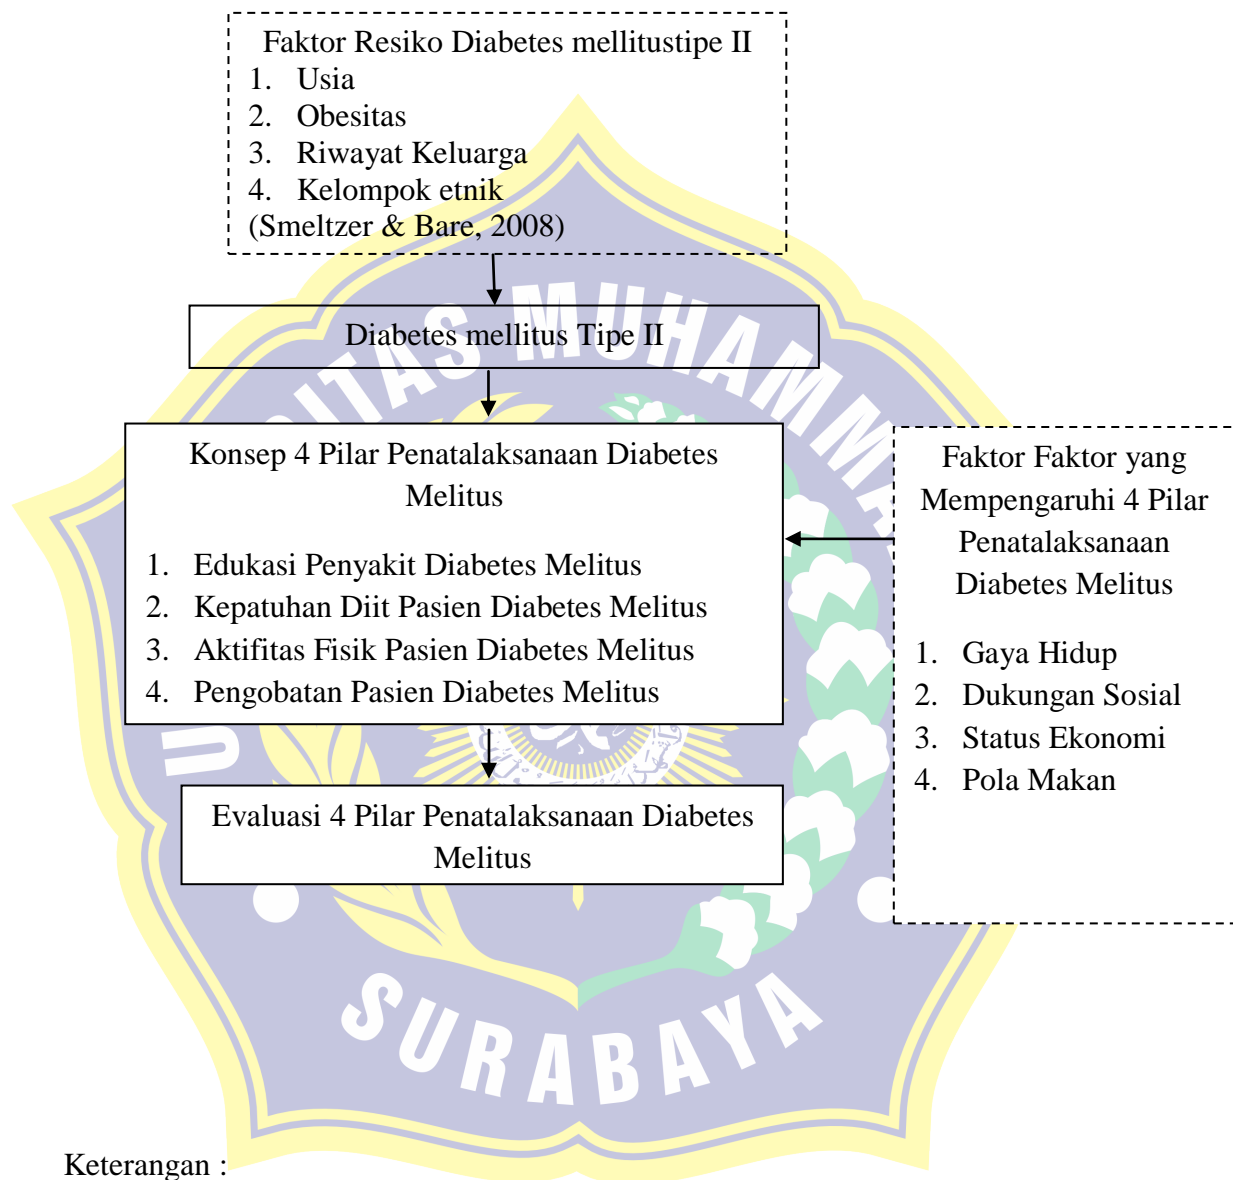 Faktor Resiko Diabetes mellitustipe II
1. Usia
2. Obesitas
3. Riwayat Keluarga
4. Kelompok etnik
(Smeltzer & Bare, 2008)
Diabetes mellitus Tipe II
Konsep 4 Pilar Penatalaksanaan Diabetes
Melitus
1. Edukasi Penyakit Diabetes Melitus
2. Kepatuhan Diit Pasien Diabetes Melitus
3. Aktifitas Fisik Pasien Diabetes Melitus
4. Pengobatan Pasien Diabetes Melitus
Faktor Faktor yang
Mempengaruhi 4 Pilar
Penatalaksanaan
Diabetes Melitus
1. Gaya Hidup
2. Dukungan Sosial
3. Status Ekonomi
4. Pola Makan
Evaluasi 4 Pilar Penatalaksanaan Diabetes
Melitus
U SITAS MUHAMMA
SURABAYA
Keterangan :